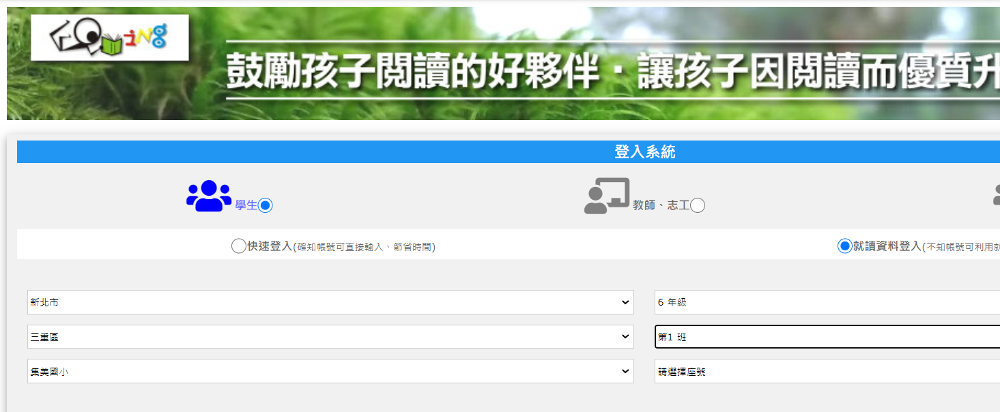 ing
鼓勵孩子閱讀的好夥伴‧讓孩子因閱讀而優質升
登入系統
學生
教師、志工
快速登入(確知帳號可直接輸入、節省時間)
就讀資料登入(不知帳號可利用就
新北市
6 年級
三重區
第1 班
集美國小
請選擇座號